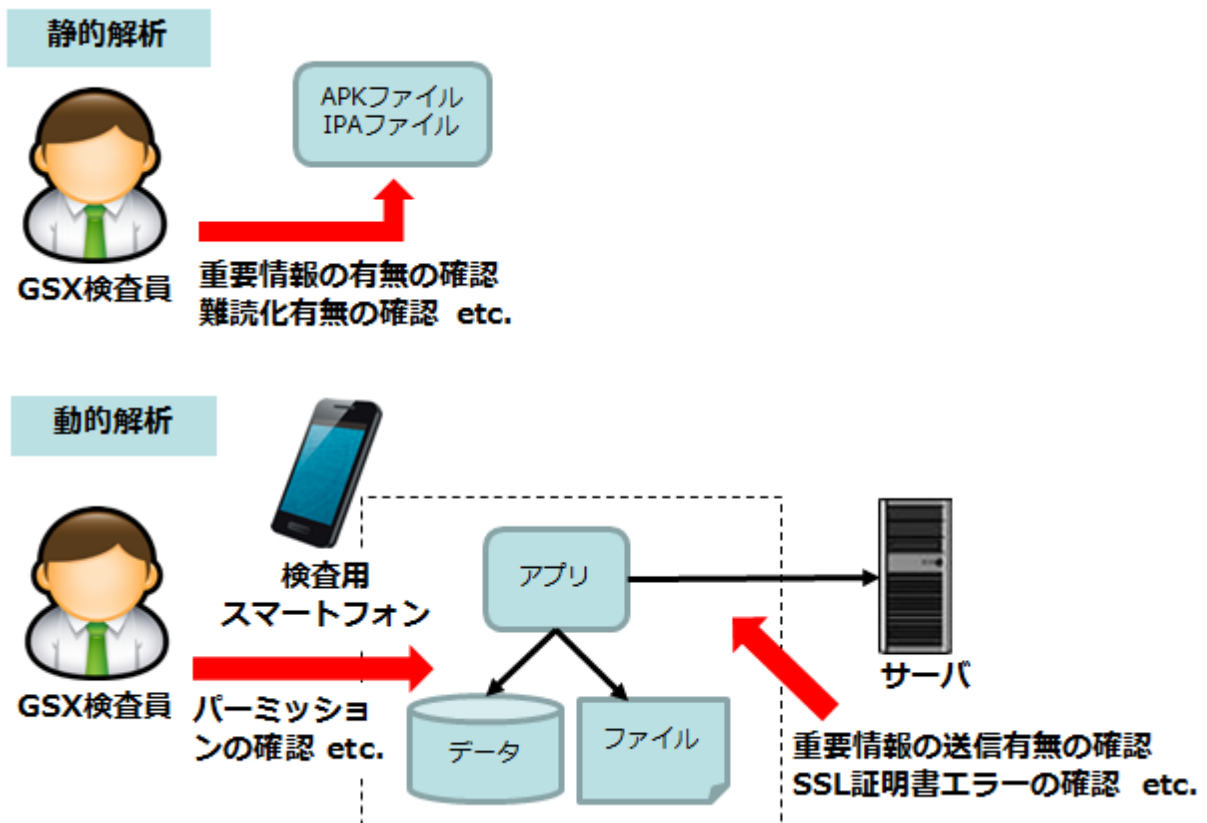 静的解析
APKファイル
IPAファイル
GSX検査員
重要情報の有無の確認
難読化有無の確認 etc.
動的解析
検査用
スマートフォン
アプリ
サーバ
GSX検査員
パーミッショ
ンの確認 etc.
データ
ファイル
重要情報の送信有無の確認
SSL証明書エラーの確認 etc.